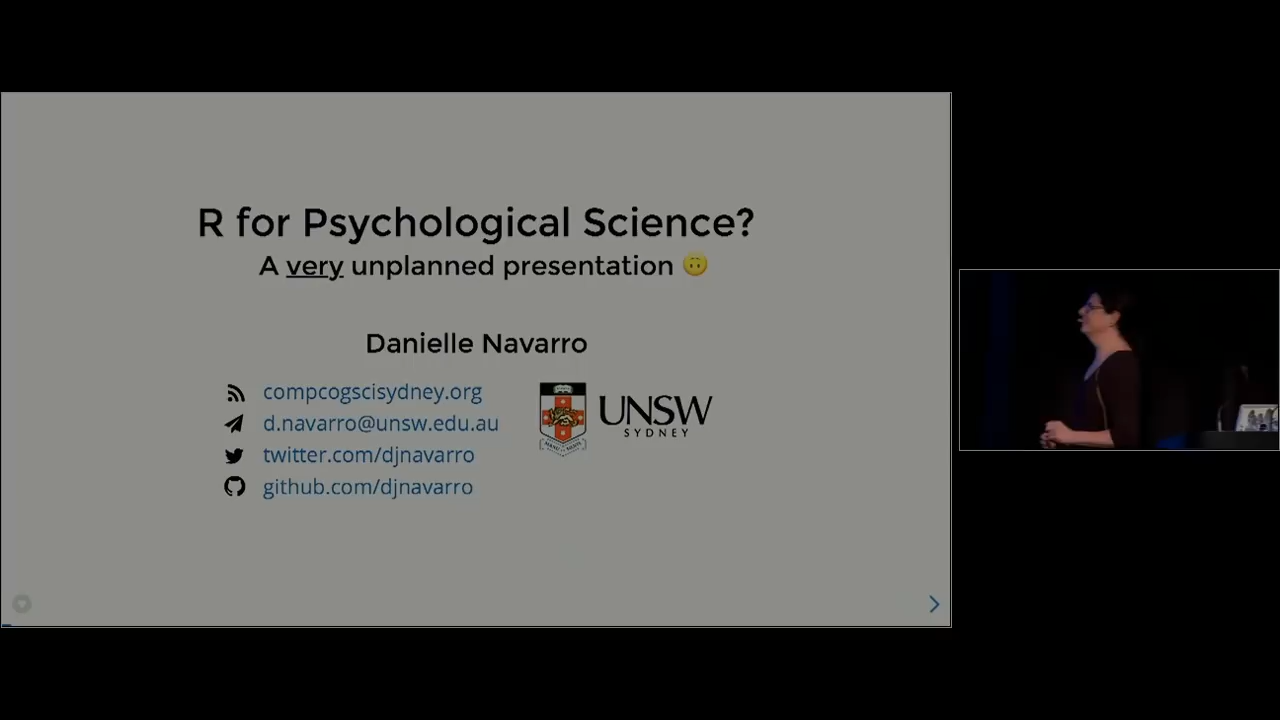 R for Psychological Science?
A very unplanned presentation 🙃
Danielle Navarro
compcogscisydney.org
d.navarro@unsw.edu.au
twitter.com/djnavarro
github.com/djnavarro
UNSW
SYDNEY